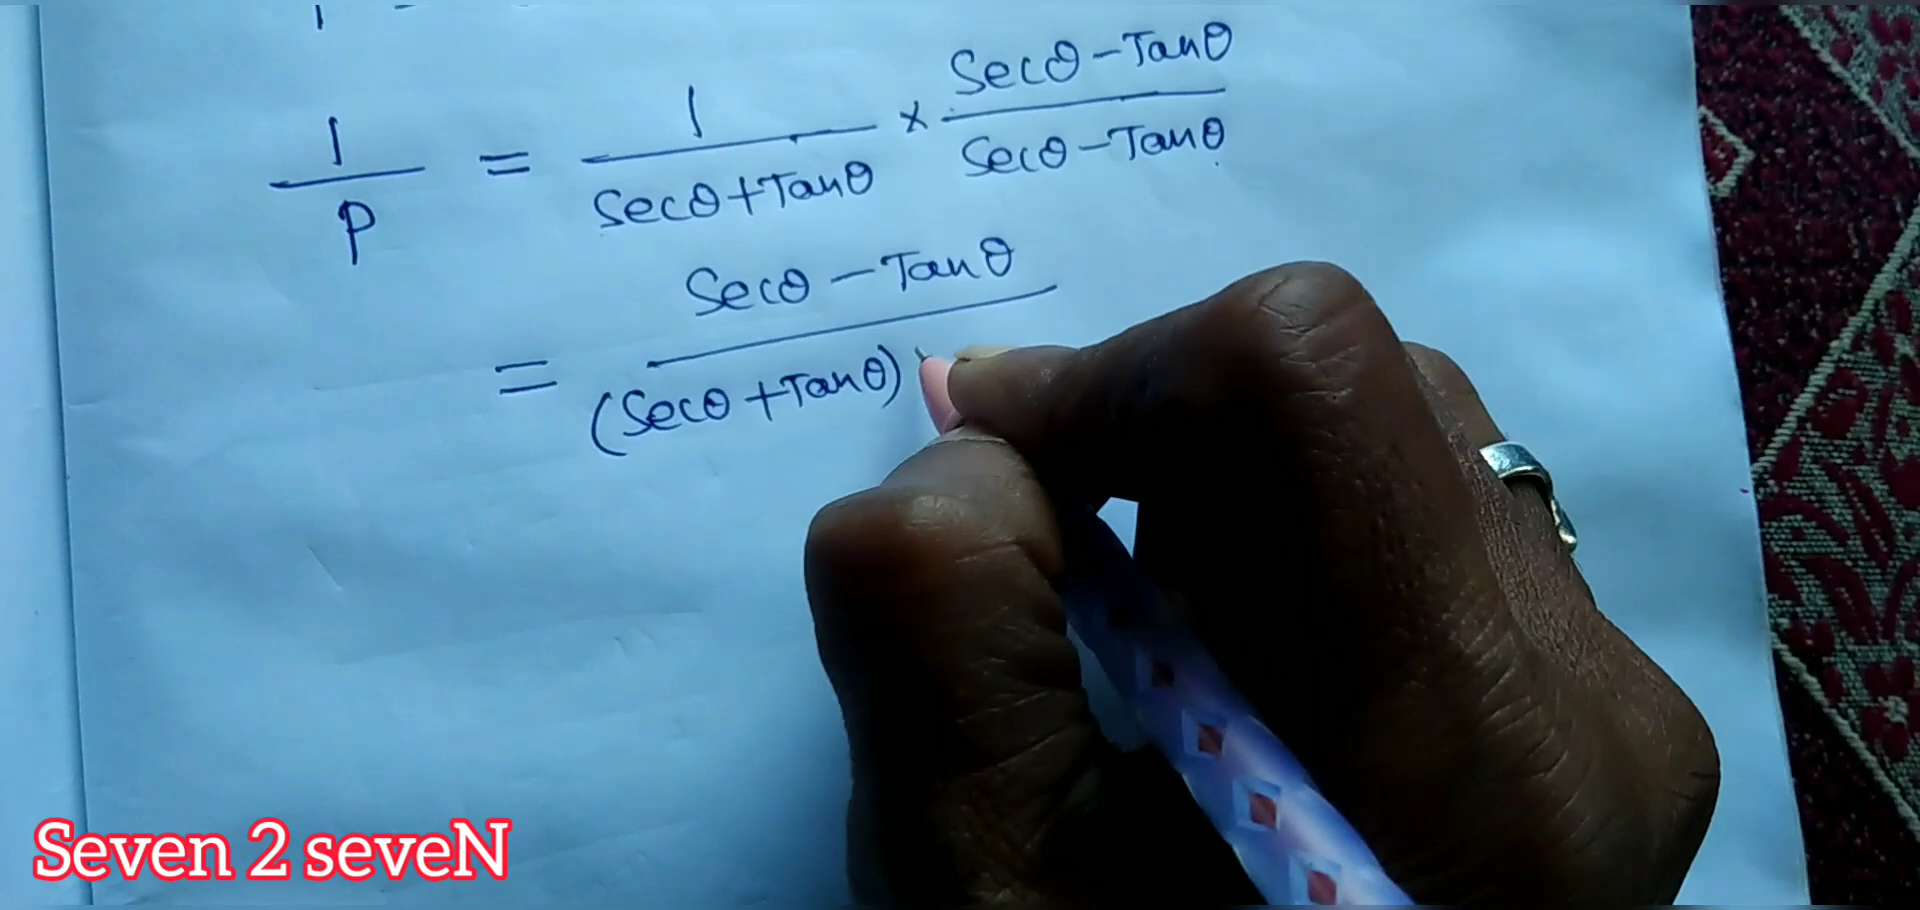 1/P = 1/(Secθ+Tanθ) × (Secθ-Tanθ)/(Secθ-Tanθ)
= (Secθ-Tanθ)/(Secθ+Tanθ)
Seven 2 seveN